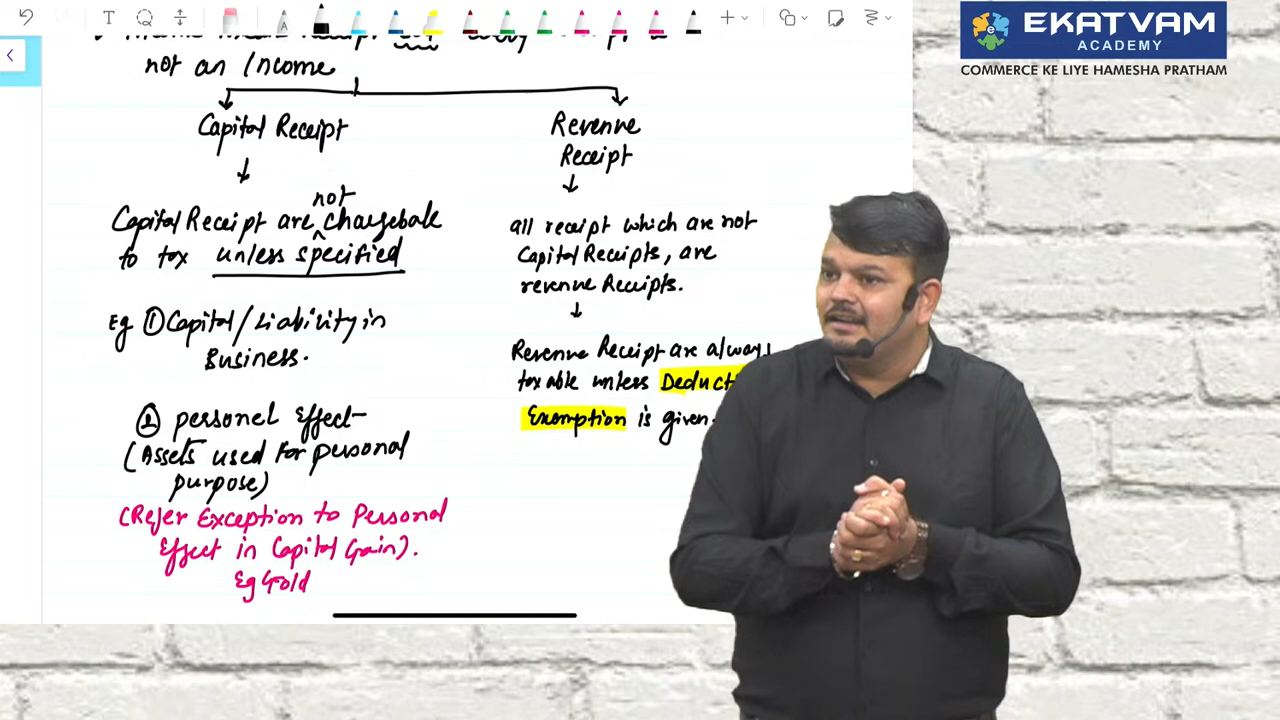 not an Income
Capital Receipt
not
Capital Receipt are ^ chargebale
to tax unless specified
Eg ① Capital/Liability in
Business.
② personel Effect-
(Assets used for personal
purpose)
(Refer Exception to Personal
Effect in Capital Gain).
Eg Gold
Revenue
Receipt
↓
all receipt which are not
Capital Receipts, are
revenue Receipts.
↓
Revenue Receipt are always
taxable unless Deduct
Exemption is given.
EKATVAM
ACADEMY
COMMERCE KE LIYE HAMESHA PRATHAM